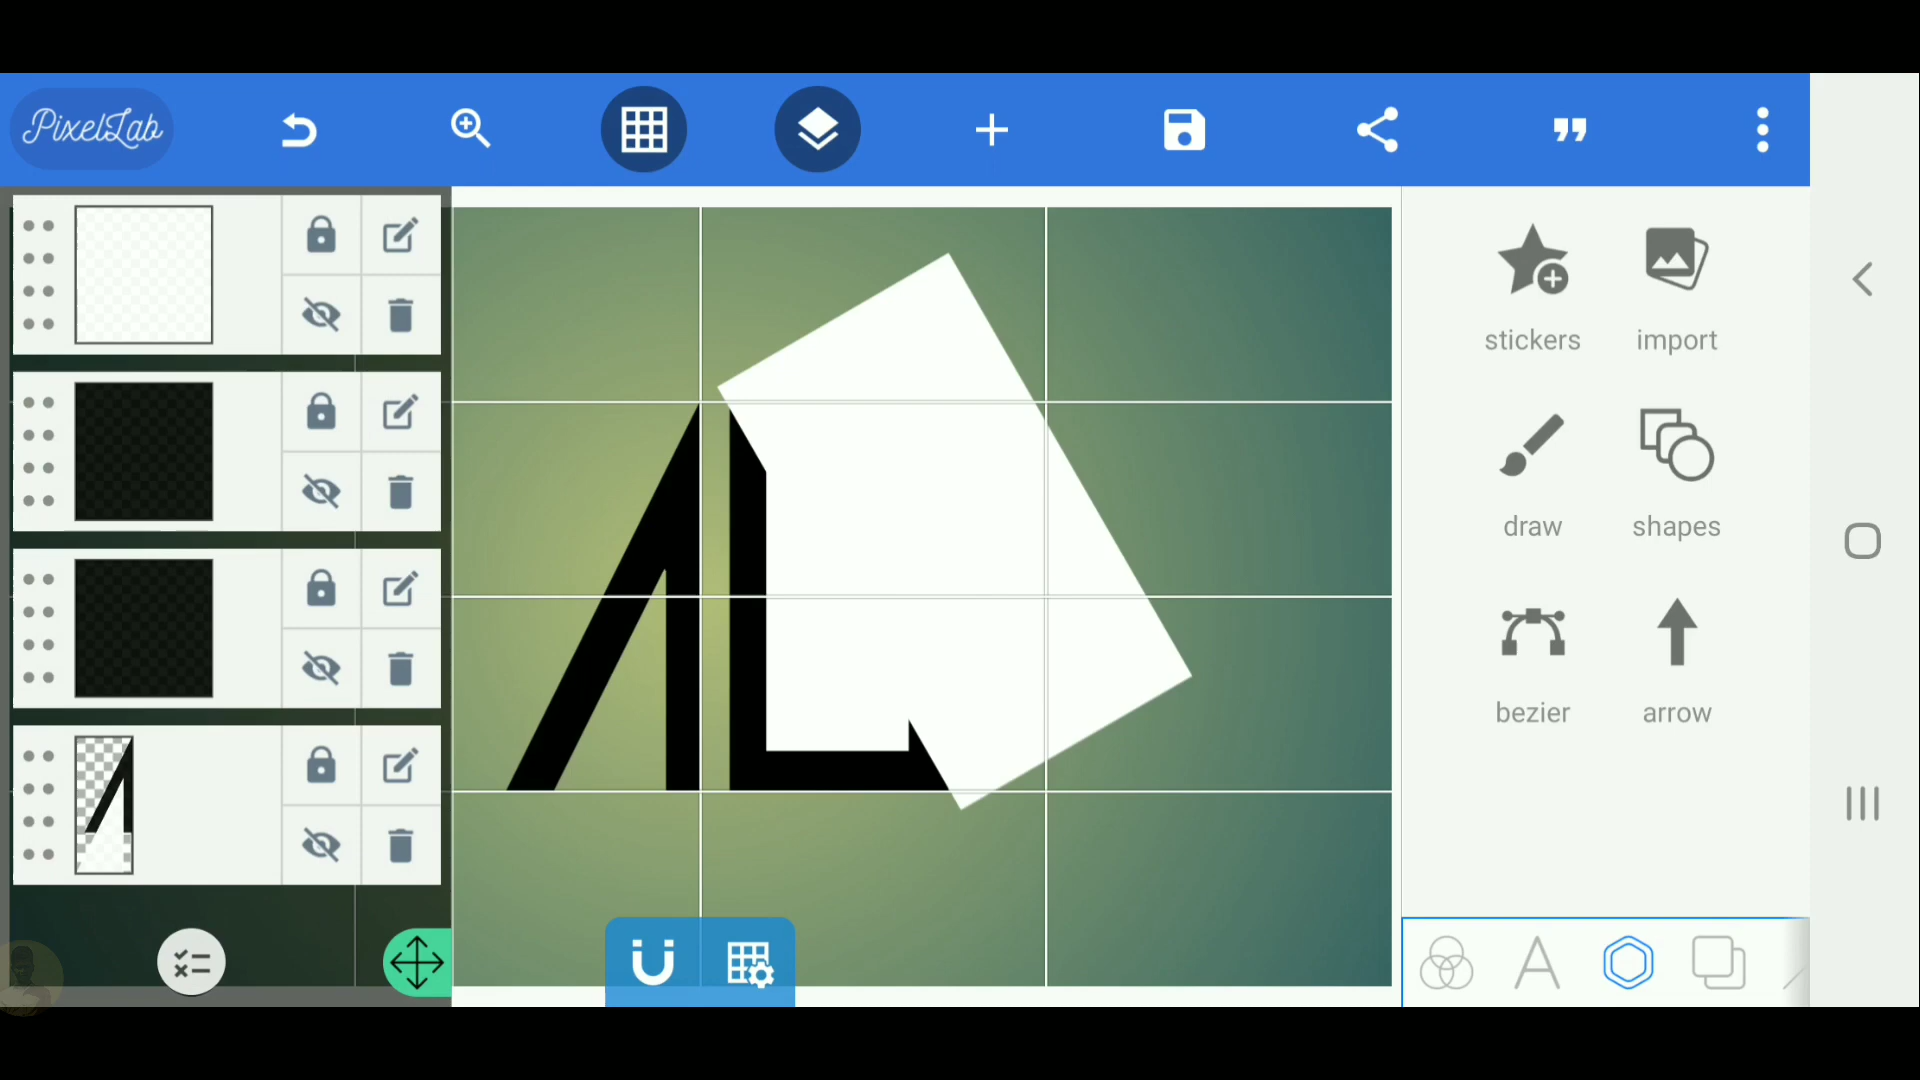 PixelLab
stickers
import
draw
shapes
bezier
arrow